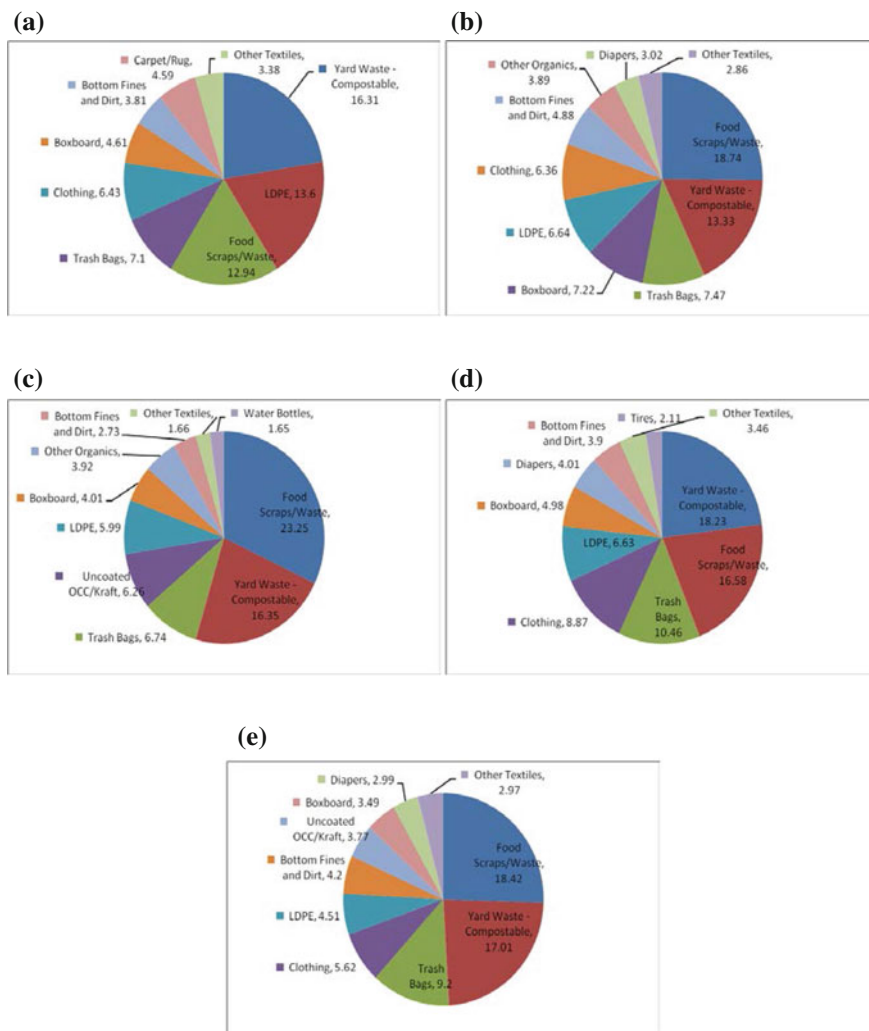 (a)
Carpet/Rug,
4.59
Other Textiles,
3.38
Yard Waste -
Compostable,
16.31
Bottom Fines
and Dirt, 3.81
Boxboard, 4.61
LDPE, 13.6
Clothing, 6.43
Food
Scraps/Waste,
12.94
Trash Bags, 7.1
(b)
Diapers, 3.02
Other Textiles,
2.86
Other Organics,
3.89
Bottom Fines
and Dirt, 4.88
Food
Scraps/Waste,
18.74
Clothing, 6.36
Yard Waste -
Compostable,
13.33
LDPE, 6.64
Boxboard, 7.22
Trash Bags, 7.47
(c)
Bottom Fines
and Dirt, 2.73
Other Textiles,
1.66
Water Bottles,
1.65
Other Organics,
3.92
Boxboard, 4.01
Food
Scraps/Waste,
23.25
LDPE, 5.99
Uncoated
OCC/Kraft, 6.26
Yard Waste -
Compostable,
16.35
Trash Bags, 6.74
(d)
Bottom Fines
and Dirt, 3.9
Tires, 2.11
Other Textiles,
3.46
Diapers, 4.01
Yard Waste -
Compostable,
18.23
Boxboard, 4.98
LDPE, 6.63
Food
Scraps/Waste,
16.58
Trash
Bags,
10.46
Clothing, 8.87
(e)
Diapers, 2.99
Other Textiles,
2.97
Boxboard, 3.49
Uncoated
OCC/Kraft, 3.77
Food
Scraps/Waste,
18.42
Bottom Fines
and Dirt, 4.2
LDPE, 4.51
Yard Waste -
Compostable,
17.01
Clothing, 5.62
Trash
Bags, 9.2